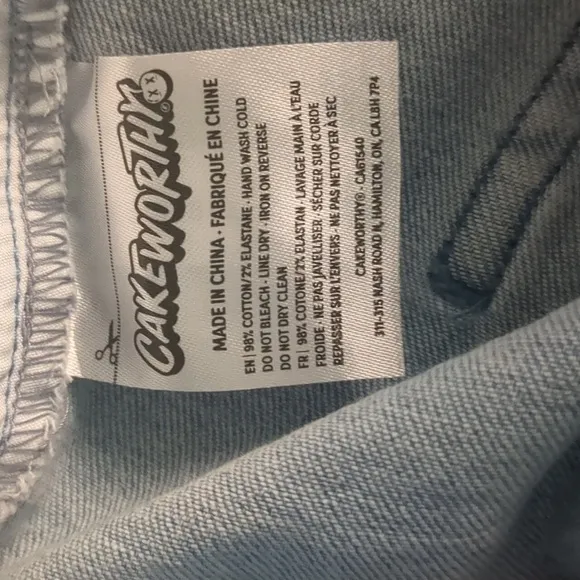 CAKEWORTHY
MADE IN CHINA · FABRIQUÉ EN CHINE
EN | 98% COTTON/2% ELASTANE · HAND WASH COLD
DO NOT BLEACH · LINE DRY · IRON ON REVERSE
DO NOT DRY CLEAN
FR | 98% COTONE/2% ELASTAN · LAVAGE MAIN À L'EAU
FROIDE · NE PAS JAVELLISER · SÉCHER SUR CORDE
REPASSER SUR L'ENVERS · NE PAS NETTOYER À SEC
CAKEWORTHY® · CA61540
311-315 NASH ROAD N, HAMILTON, ON, CA L8H 7P4